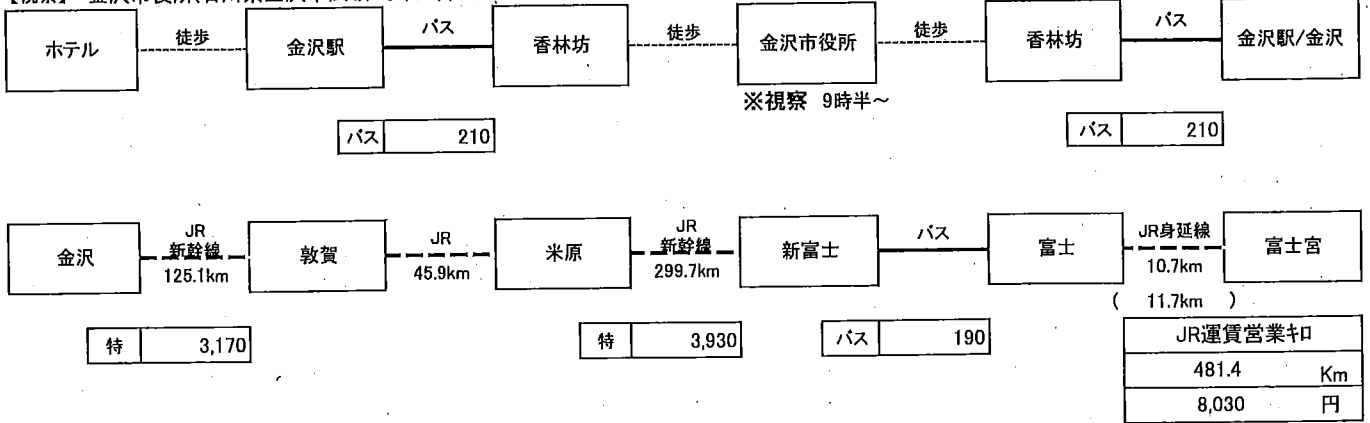 ホテル 徒歩 金沢駅 バス 香林坊 徒歩 金沢市役所 徒歩 香林坊 バス 金沢駅/金沢
※視察 9時半～
バス 210 バス 210
金沢 JR 新幹線 125.1km 敦賀 JR 45.9km 米原 JR 新幹線 299.7km 新富士 バス 富士 JR身延線 10.7km 富士宮
( 11.7km )
特 3,170 特 3,930 バス 190
JR運賃営業キロ
481.4 Km
8,030 円